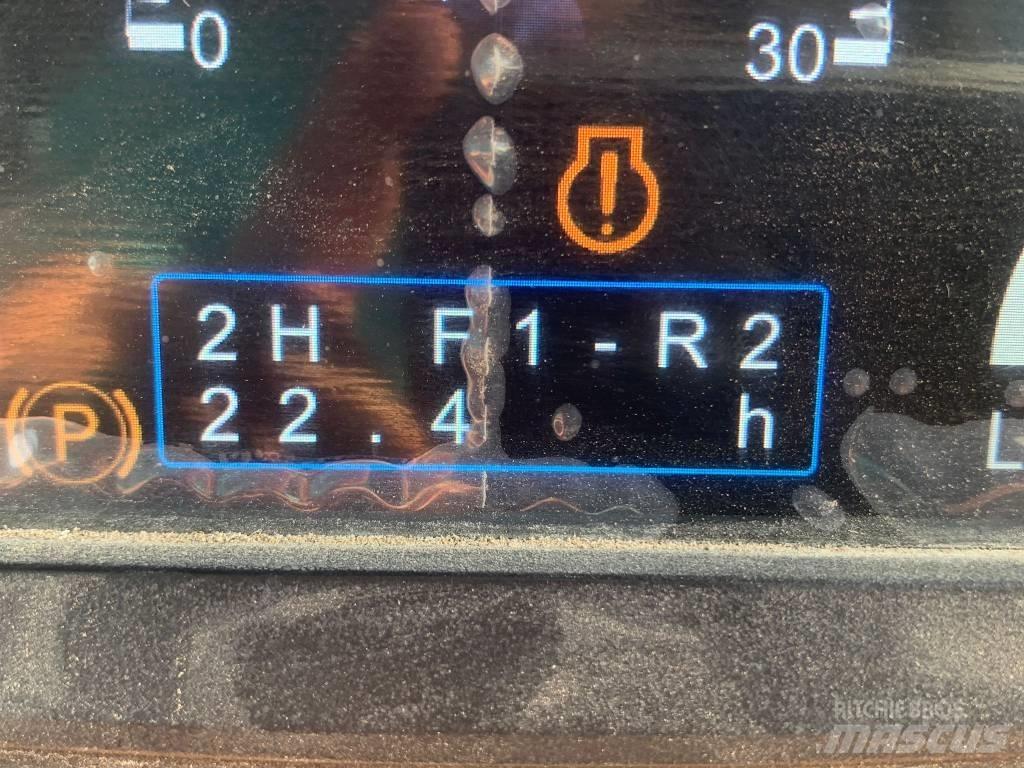 0
30
2H F1-R2
P
22.4 h
L
RITCHIE BROS
MASCUS